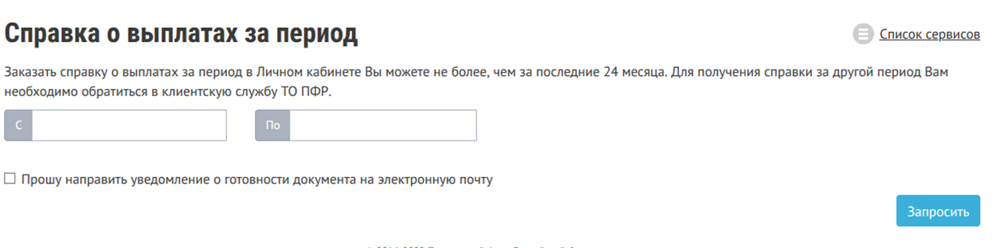 Справка о выплатах за период
Список сервисов
Заказать справку о выплатах за период в Личном кабинете Вы можете не более, чем за последние 24 месяца. Для получения справки за другой период Вам
необходимо обратиться в клиентскую службу ТО ПФР.
С
По
Прошу направить уведомление о готовности документа на электронную почту
Запросить